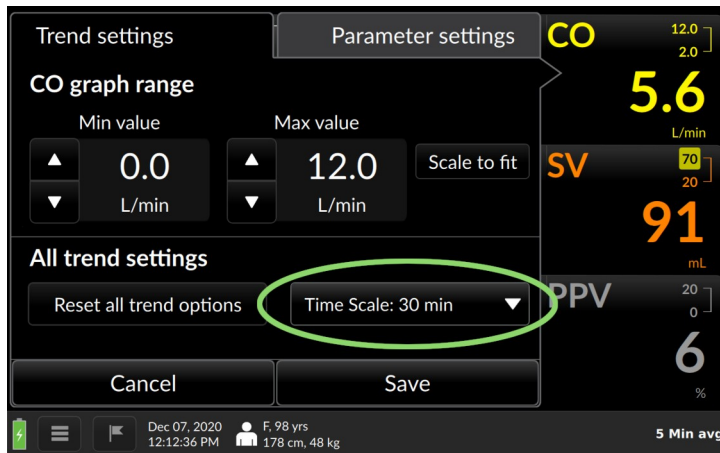 Trend settings
Parameter settings
CO graph range
Min value
Max value
0.0
L/min
12.0
L/min
Scale to fit
All trend settings
Reset all trend options
Time Scale: 30 min
Cancel
Save
CO
12.0
2.0
5.6
L/min
SV
70
20
91
mL
PPV
20
0
6
%
Dec 07, 2020
12:12:36 PM
F, 98 yrs
178 cm, 48 kg
5 Min avg